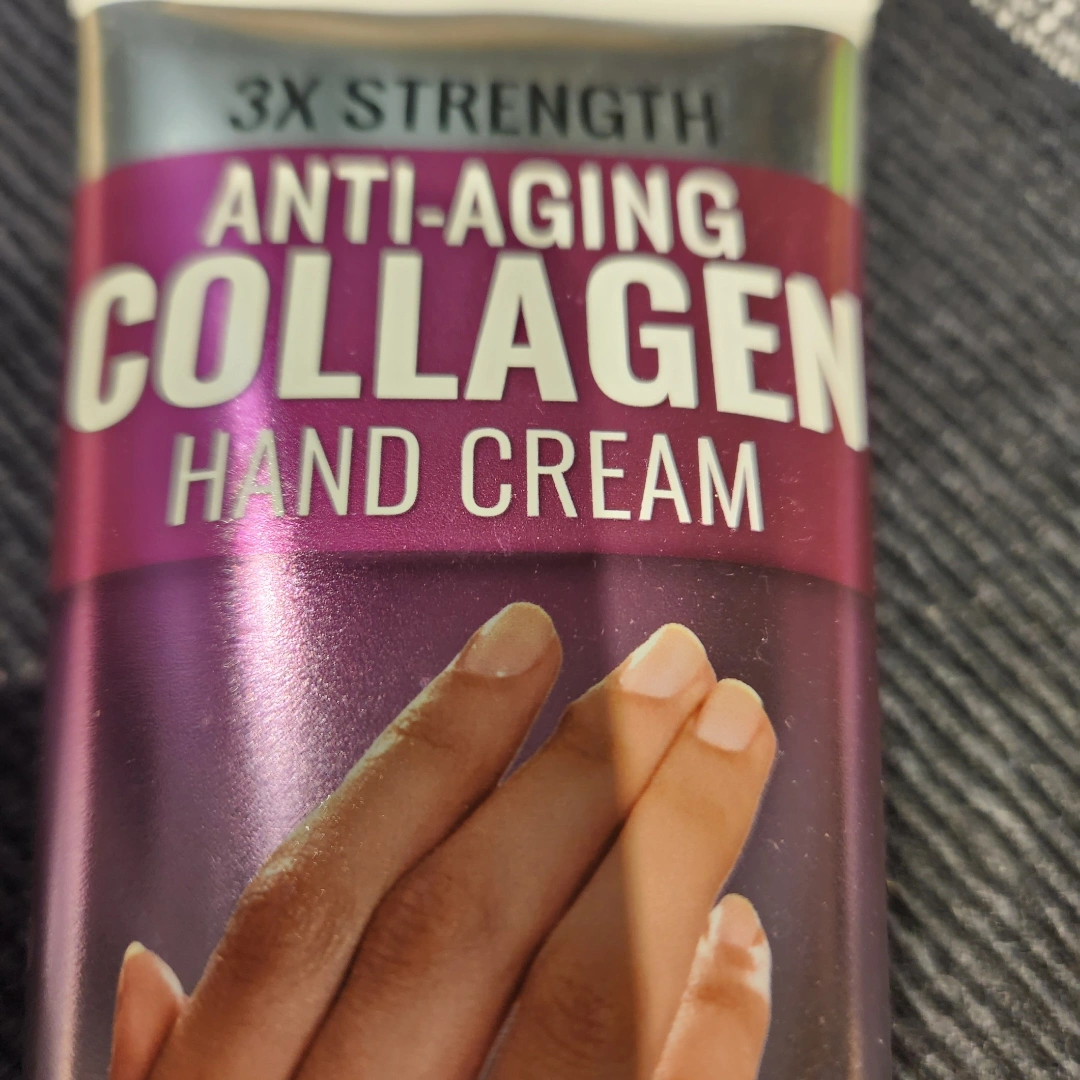 3X STRENGTH
ANTI-AGING
COLLAGEN
HAND CREAM